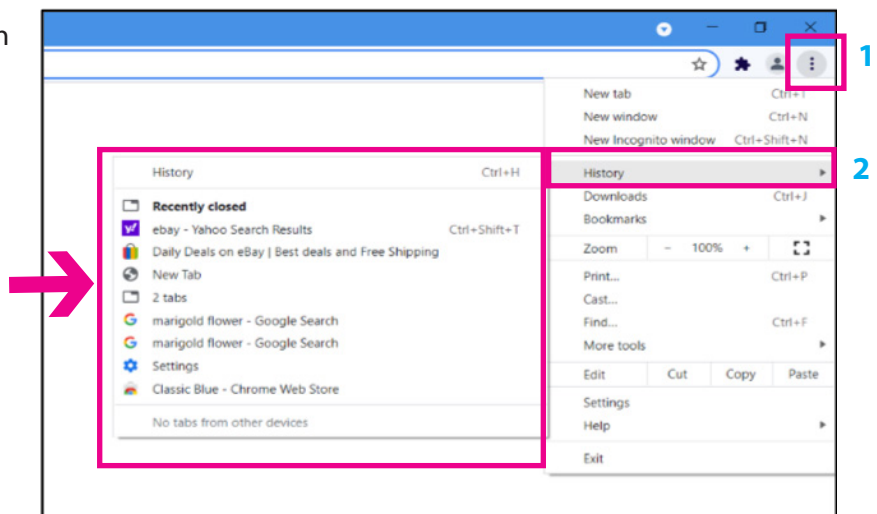 n
1
New tab Ctrl+T
New window Ctrl+N
New Incognito window Ctrl+Shift+N
History ▸ 2
Downloads Ctrl+J
Bookmarks ▸
Zoom - 100% +
Print... Ctrl+P
Cast...
Find... Ctrl+F
More tools ▸
Edit Cut Copy Paste
Settings
Help ▸
Exit
History Ctrl+H
Recently closed
ebay - Yahoo Search Results Ctrl+Shift+T
Daily Deals on eBay | Best deals and Free Shipping
New Tab
2 tabs
marigold flower - Google Search
marigold flower - Google Search
Settings
Classic Blue - Chrome Web Store
No tabs from other devices